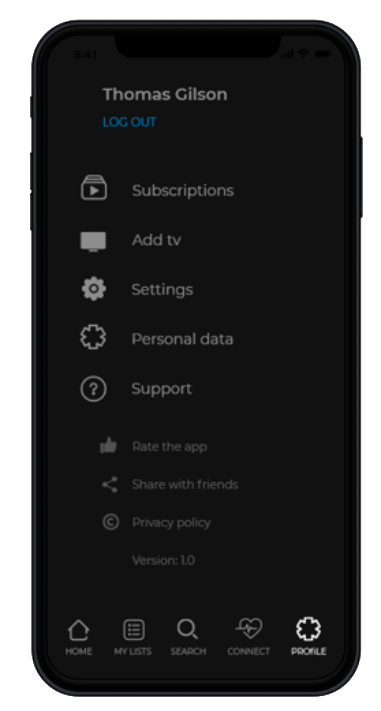 9:41
Thomas Gilson
LOG OUT
Subscriptions
Add tv
Settings
Personal data
? Support
Rate the app
Share with friends
© Privacy policy
Version: 1.0
HOME MY LISTS SEARCH CONNECT PROFILE